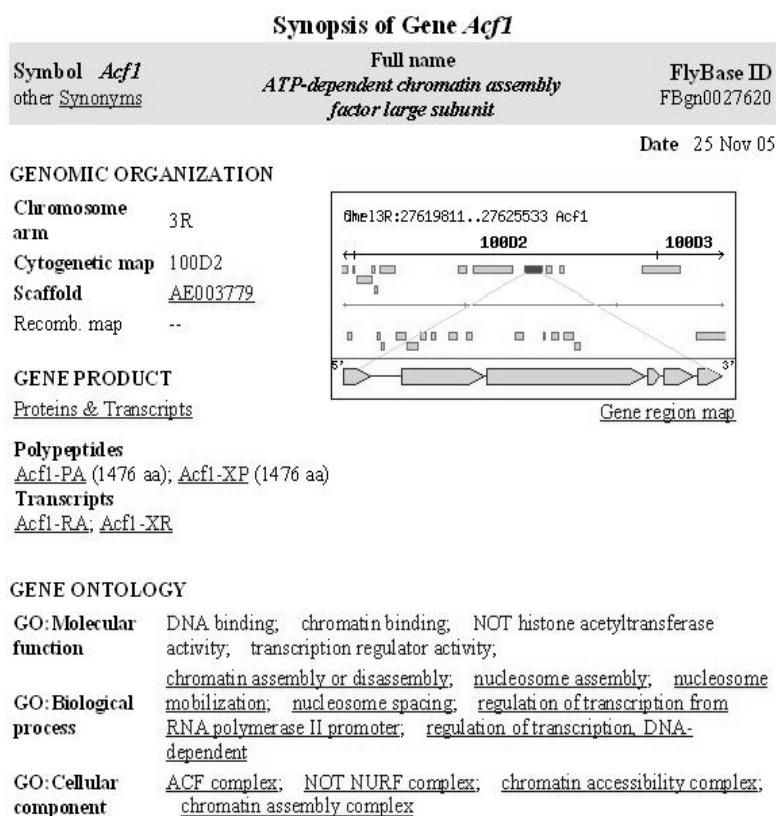 Synopsis of Gene Acf1
Symbol Acf1
other Synonyms
Full name
ATP-dependent chromatin assembly
factor large subunit
FlyBase ID
FBgn0027620
Date 25 Nov 05
GENOMIC ORGANIZATION
Chromosome
arm
3R
Cytogenetic map 100D2
Scaffold AE003779
Recomb. map --
3R:27619811..27625533 Acf1
100D2 100D3
5' 3'
Gene region map
GENE PRODUCT
Proteins & Transcripts
Polypeptides
Acf1-PA (1476 aa); Acf1-XP (1476 aa)
Transcripts
Acf1-RA; Acf1-XR
GENE ONTOLOGY
GO:Molecular
function
DNA binding; chromatin binding; NOT histone acetyltransferase
activity; transcription regulator activity;
GO:Biological
process
chromatin assembly or disassembly; nucleosome assembly; nucleosome
mobilization; nucleosome spacing; regulation of transcription from
RNA polymerase II promoter; regulation of transcription, DNA-
dependent
GO:Cellular
component
ACF complex; NOT NURF complex; chromatin accessibility complex;
chromatin assembly complex